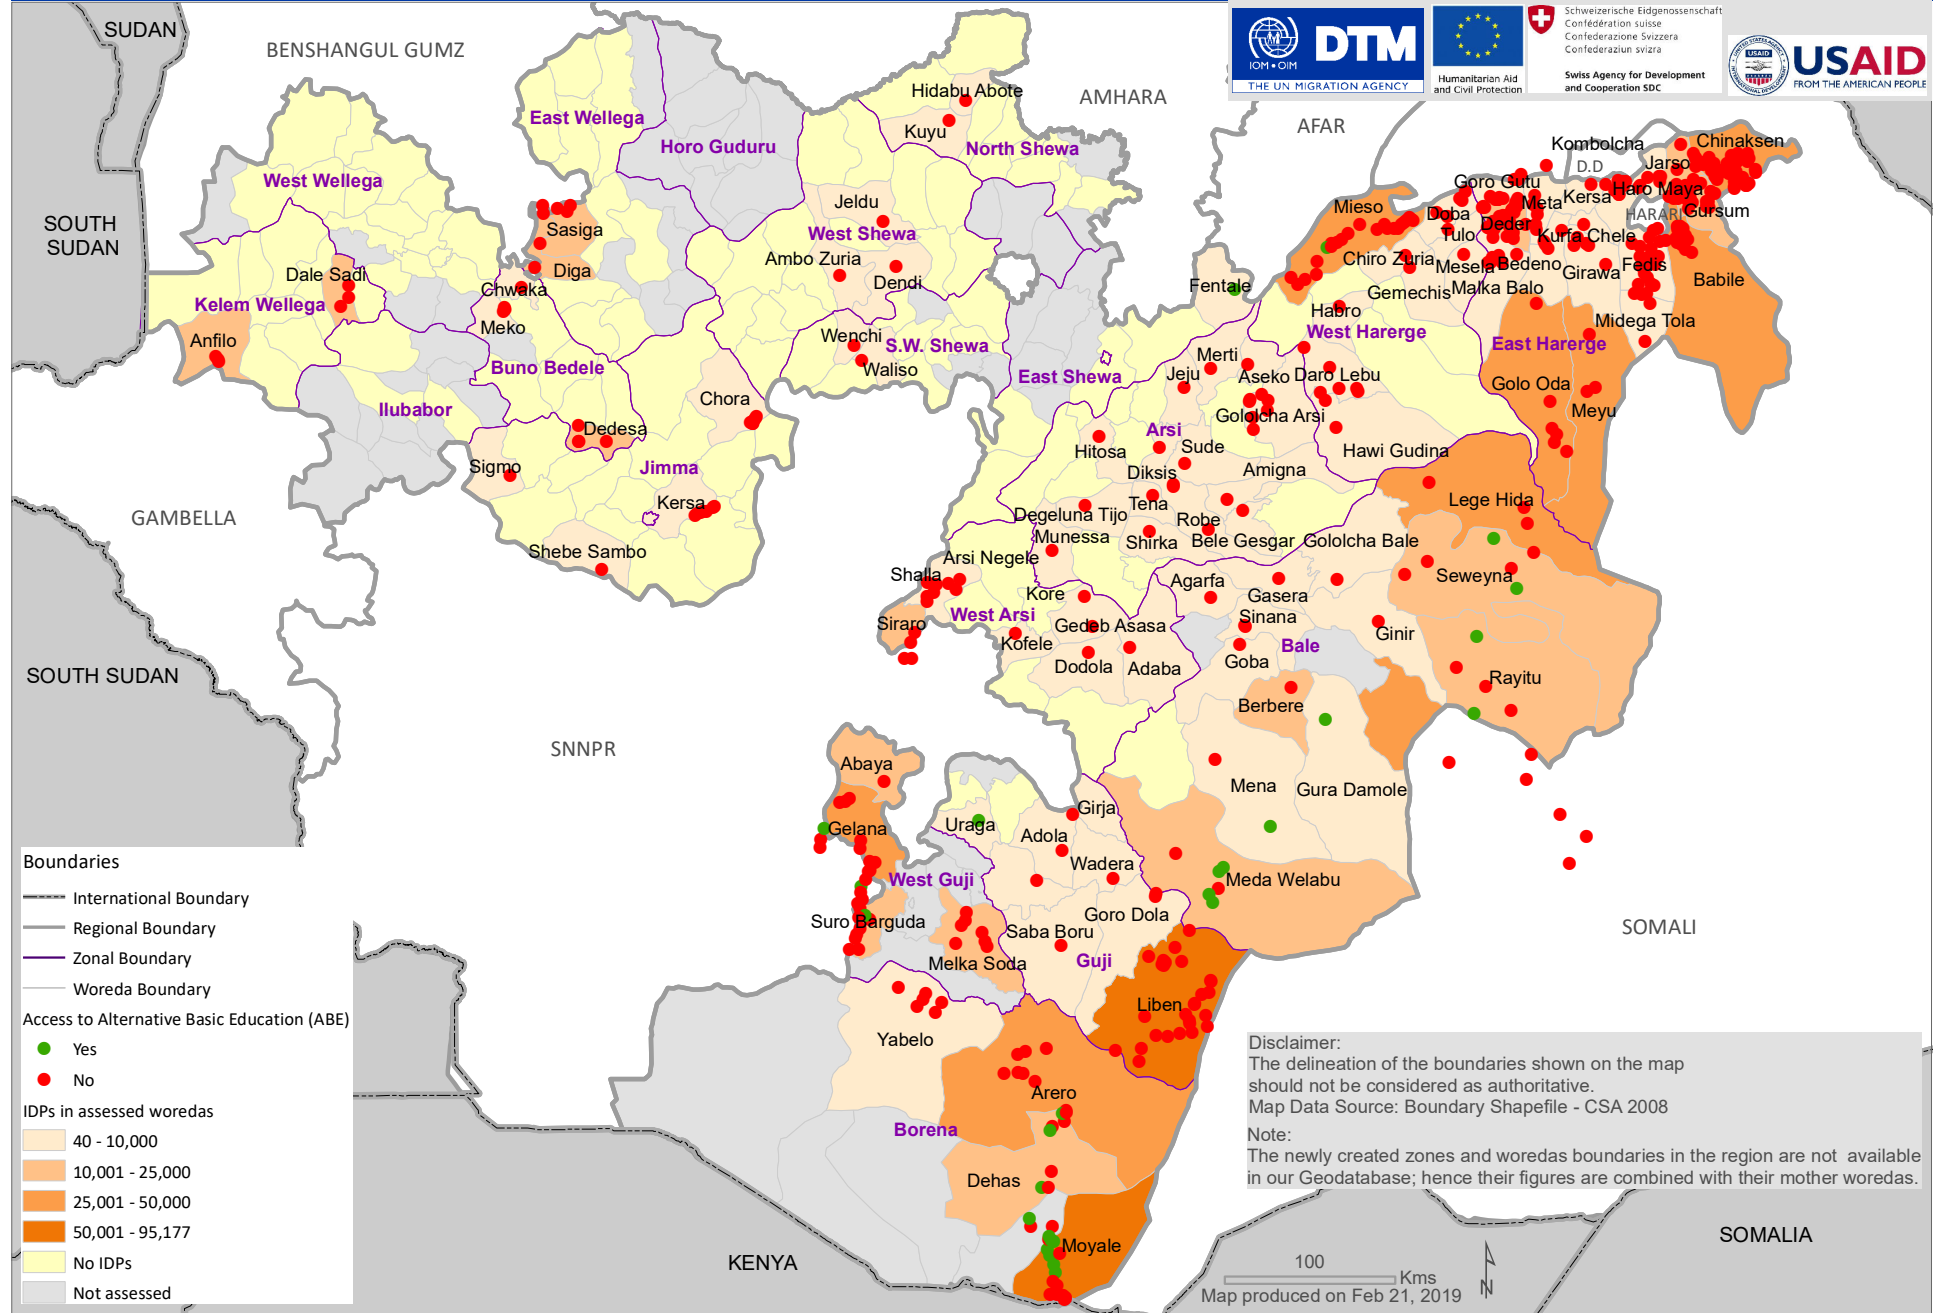 SUDAN
BENSHANGUL GUMZ
AMHARA
AFAR
IOM•OIM
DTM
THE UN MIGRATION AGENCY
Humanitarian Aid
and Civil Protection
Schweizerische Eidgenossenschaft
Confédération suisse
Confederazione Svizzera
Confederaziun svizra
Swiss Agency for Development
and Cooperation SDC
USAID
USAID
FROM THE AMERICAN PEOPLE
Hidabu Abote
Kuyu
East Wellega
Horo Guduru
North Shewa
West Wellega
Kombolcha
D.D
Chinaksen
Jarso
Goro Gutu
Kersa
Haro Maya
HARARI
Gursum
Meta
Mieso
Doba
Deder
Tulo
Kurfa Chele
Jeldu
West Shewa
SOUTH
SUDAN
Sasiga
Diga
Ambo Zuria
Dendi
Chiro Zuria
Mesela
Bedeno
Girawa
Fedis
Babile
Dale Sadi
Kelem Wellega
Chwaka
Meko
Fentale
Gemechis
Malka Balo
Habro
West Harerge
Midega Tola
East Harerge
Anfilo
Wenchi
S.W. Shewa
Waliso
Buno Bedele
East Shewa
Merti
Jeju
Aseko
Daro Lebu
Golo Oda
Meyu
Ilubabor
Chora
Gololcha Arsi
Dedesa
Arsi
Hitosa
Sude
Diksis
Amigna
Hawi Gudina
Sigmo
Jimma
Kersa
Lege Hida
GAMBELLA
Degeluna Tijo
Tena
Robe
Munessa
Shirka
Bele Gesgar
Gololcha Bale
Shebe Sambo
Arsi Negele
Shalla
Agarfa
Gasera
Seweyna
Kore
West Arsi
Siraro
Gedeb Asasa
Sinana
Kofele
Ginir
Bale
Goba
Dodola
Adaba
SOUTH SUDAN
Rayitu
Berbere
SNNPR
Abaya
Mena
Gura Damole
Gelana
Uraga
Girja
Adola
Wadera
West Guji
Meda Welabu
Suro Barguda
Goro Dola
Saba Boru
Melka Soda
Guji
SOMALI
Liben
Yabelo
Arero
Borena
Dehas
Moyale
KENYA
SOMALIA
Boundaries
International Boundary
Regional Boundary
Zonal Boundary
Woreda Boundary
Access to Alternative Basic Education (ABE)
Yes
No
IDPs in assessed woredas
40 - 10,000
10,001 - 25,000
25,001 - 50,000
50,001 - 95,177
No IDPs
Not assessed
Disclaimer:
The delineation of the boundaries shown on the map
should not be considered as authoritative.
Map Data Source: Boundary Shapefile - CSA 2008
Note:
The newly created zones and woredas boundaries in the region are not available
in our Geodatabase; hence their figures are combined with their mother woredas.
100
Kms
N
Map produced on Feb 21, 2019